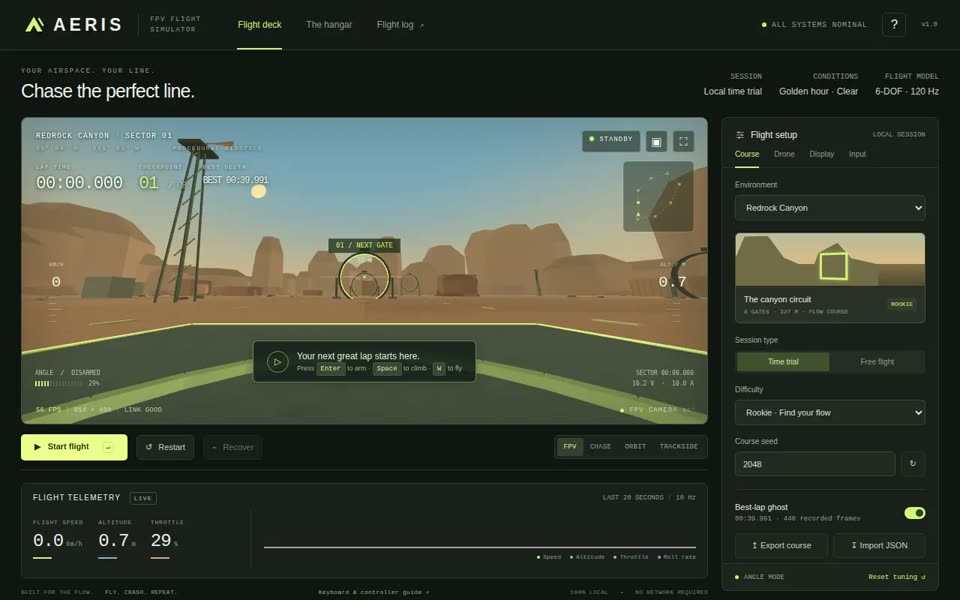 AERIS
FPV FLIGHT
SIMULATOR
Flight deck
The hangar
Flight log ↗
ALL SYSTEMS NOMINAL
?
v1.0
YOUR AIRSPACE. YOUR LINE.
Chase the perfect line.
SESSION
Local time trial
CONDITIONS
Golden hour · Clear
FLIGHT MODEL
6-DOF · 120 Hz
REDROCK CANYON / SECTOR 01
PROCEDURAL AIRSPACE
LAP TIME
CHECKPOINT
BEST DELTA
00:00.000
01
BEST 00:39.991
STANDBY
01 / NEXT GATE
KM/H
0
ALT
M
0.7
Your next great lap starts here.
Press Enter to arm · Space to climb · W to fly
ANGLE / DISARMED
29%
SECTOR 00:00.000
16.2 V · 10.0 A
LINK GOOD
FPV CAMERA
▶ Start flight ↵
↺ Restart
Recover
FPV
CHASE
ORBIT
TRACKSIDE
FLIGHT TELEMETRY
LIVE
LAST 20 SECONDS / 10 Hz
FLIGHT SPEED
0.0 km/h
ALTITUDE
0.7 m
THROTTLE
29 %
Speed
Altitude
Throttle
Roll rate
BUILT FOR THE FLOW. FLY. CRASH. REPEAT.
Keyboard & controller guide ↗
100% LOCAL · NO NETWORK REQUIRED
Flight setup
LOCAL SESSION
Course
Drone
Display
Input
Environment
Redrock Canyon
The canyon circuit
8 GATES · 327 M · FLOW COURSE
ROOKIE
Session type
Time trial
Free flight
Difficulty
Rookie · Find your flow
Course seed
2048
↻
Best-lap ghost
00:39.991 · 440 recorded frames
↥ Export course
↧ Import JSON
ANGLE MODE
Reset tuning ↺